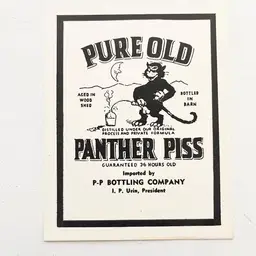 PURE OLD
AGED IN
WOOD
SHED
BOTTLED
IN
BARN
DISTILLED UNDER OUR ORIGINAL
PROCESS AND PRIVATE FORMULA
PANTHER PISS
GUARANTEED 24 HOURS OLD
Imported by
P-P BOTTLING COMPANY
I. P. Urin, President